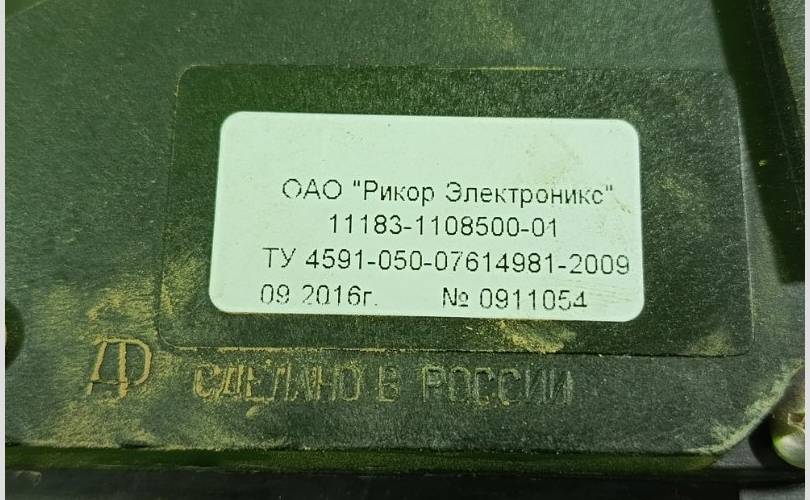 ОАО "Рикор Электроникс"
11183-1108500-01
ТУ 4591-050-07614981-2009
09 2016г. № 0911054
СДЕЛАНО В РОССИИ